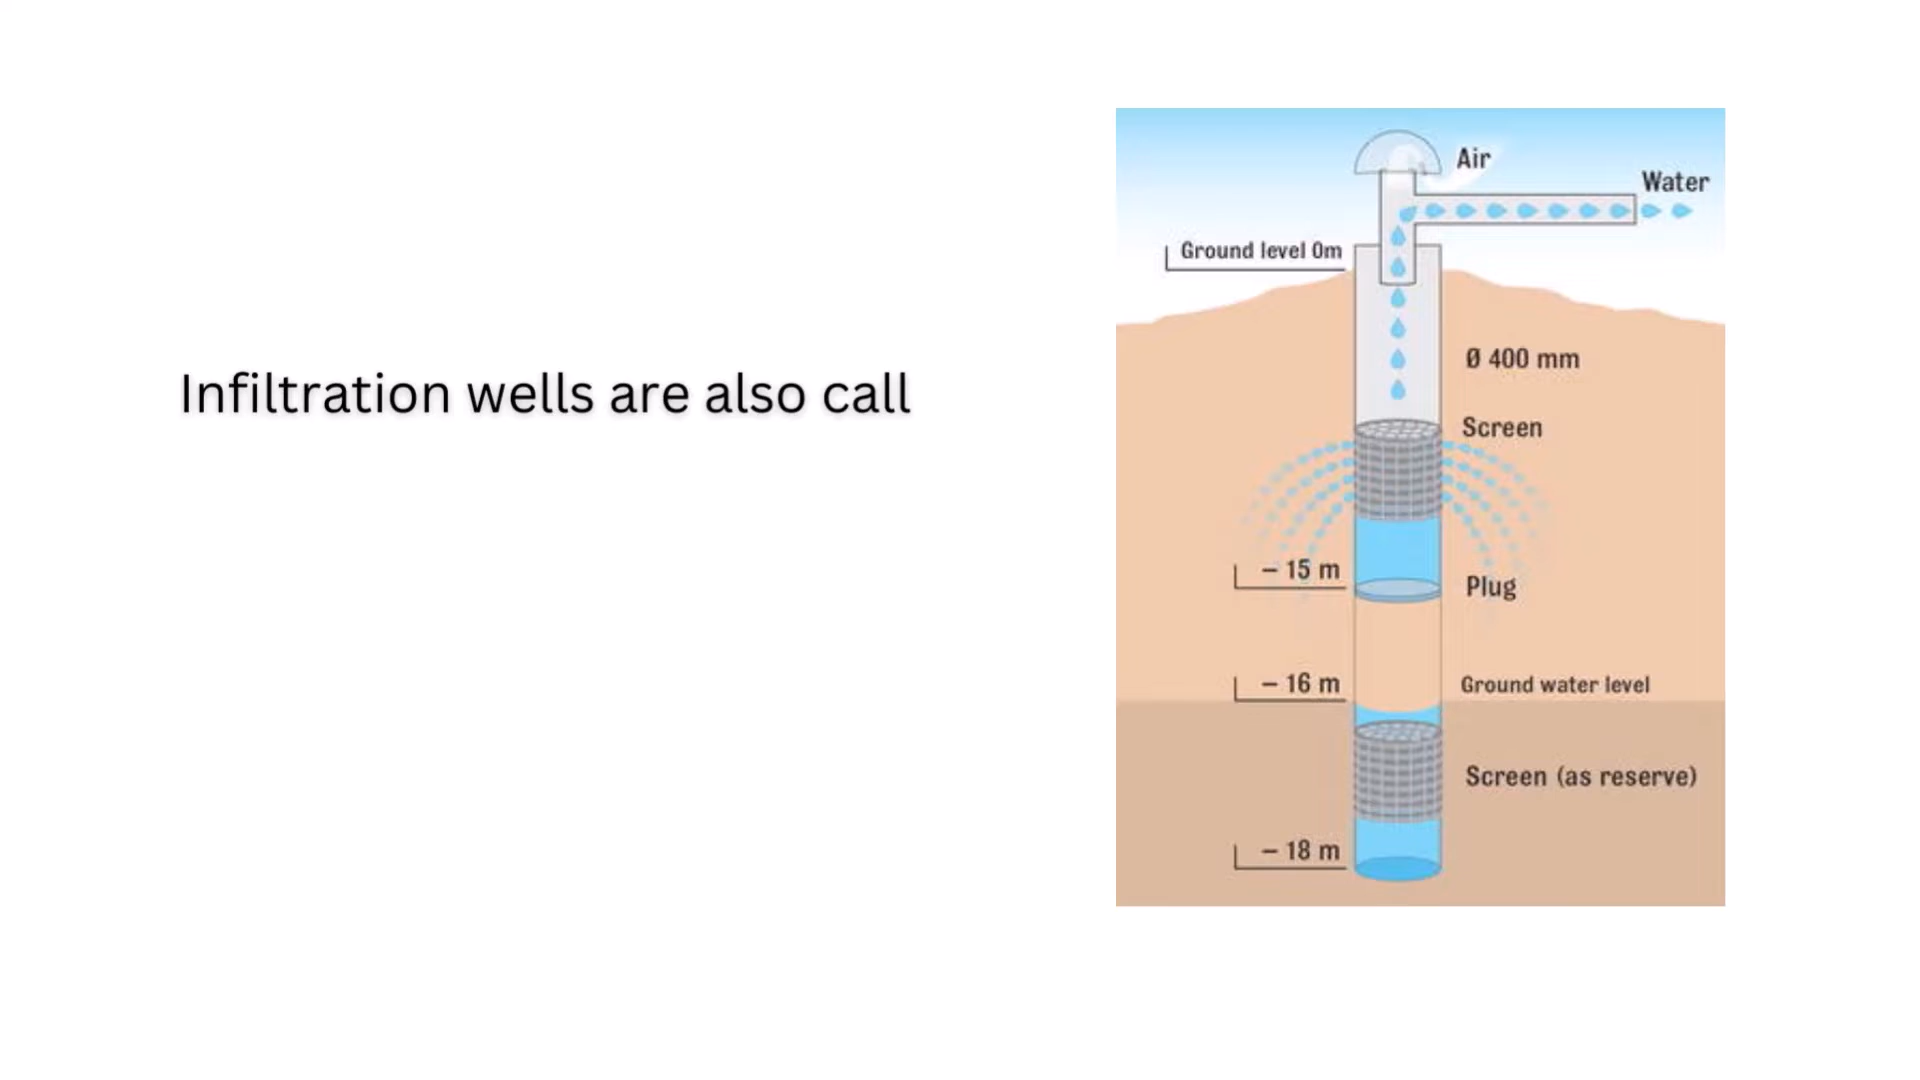 Infiltration wells are also call
Air
Water
Ground level 0m
Ø 400 mm
Screen
– 15 m
Plug
– 16 m
Ground water level
Screen (as reserve)
– 18 m